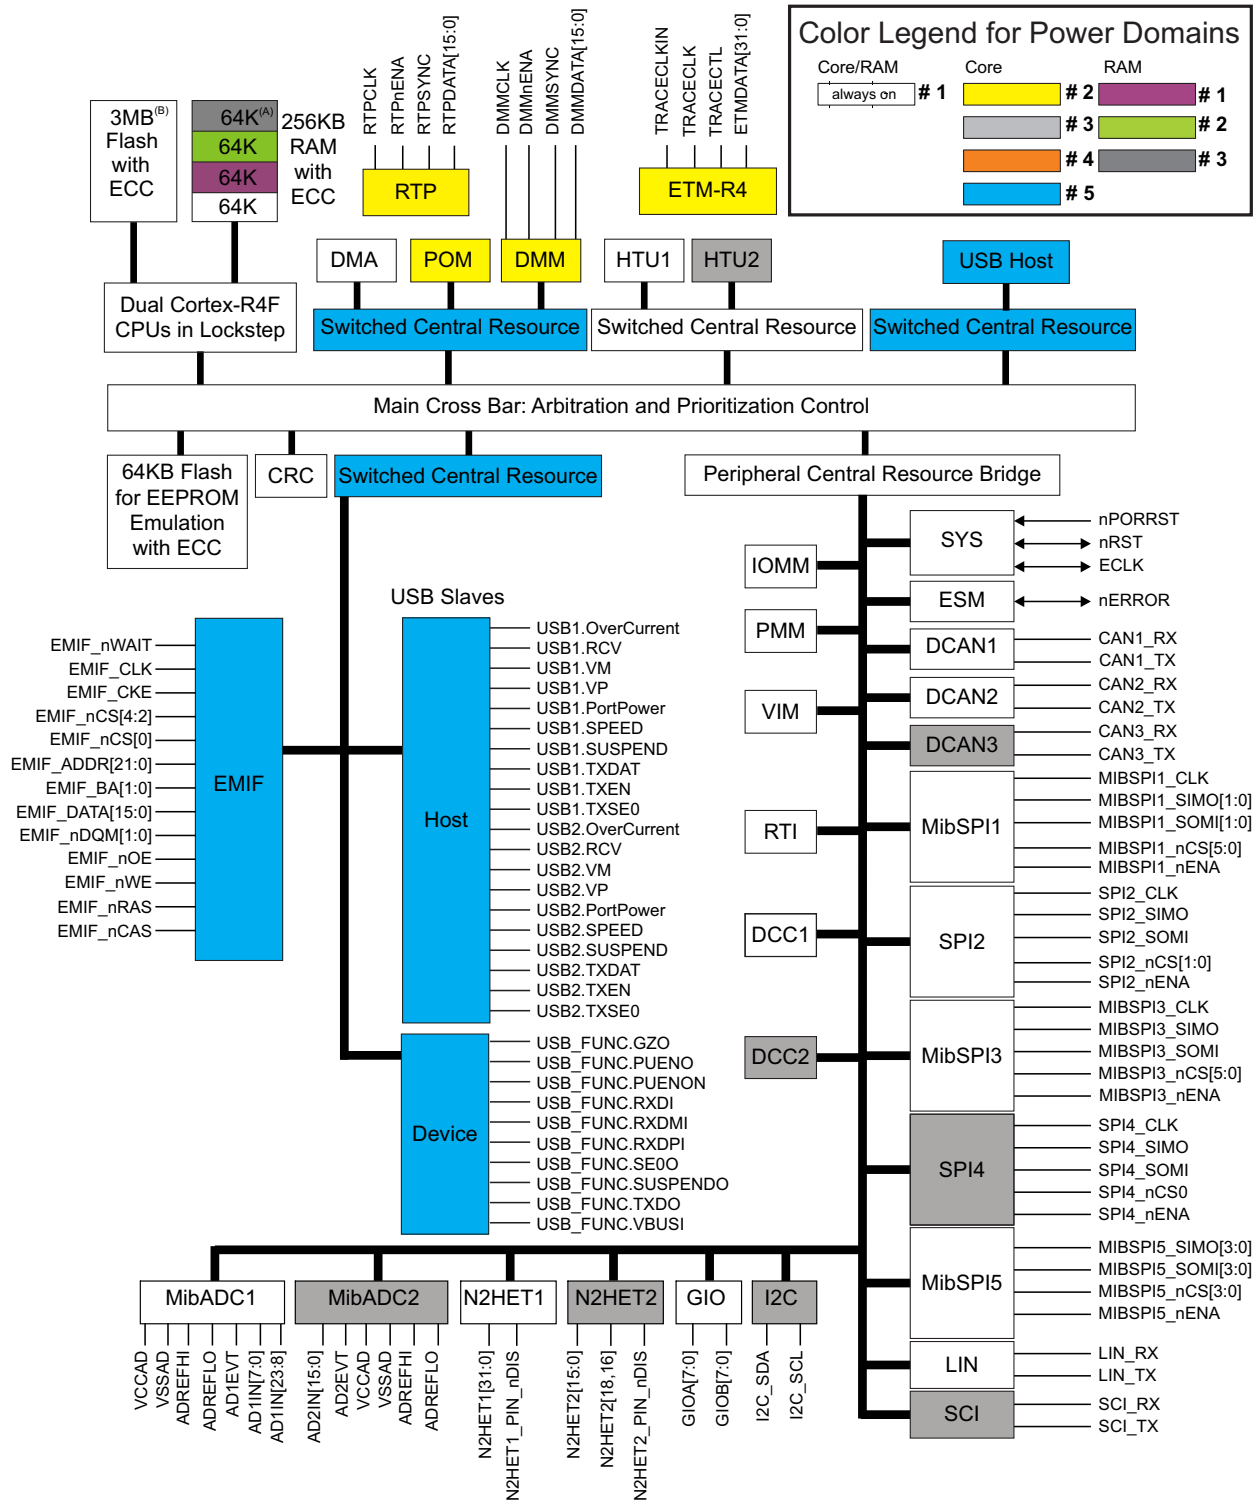 Color Legend for Power Domains
Core/RAM
Core
RAM
always on
# 1
# 2
# 1
# 3
# 2
# 4
# 3
# 5
3MB(B)
Flash
with
ECC
64K(A)
64K
64K
64K
256KB
RAM
with
ECC
RTPCLK
RTPnENA
RTPSYNC
RTPDATA[15:0]
RTP
DMMCLK
DMMnENA
DMMSYNC
DMMDATA[15:0]
TRACECLKIN
TRACECLK
TRACECTL
ETMDATA[31:0]
ETM-R4
DMA
POM
DMM
HTU1
HTU2
USB Host
Dual Cortex-R4F
CPUs in Lockstep
Switched Central Resource
Switched Central Resource
Switched Central Resource
Main Cross Bar: Arbitration and Prioritization Control
64KB Flash
for EEPROM
Emulation
with ECC
CRC
Switched Central Resource
Peripheral Central Resource Bridge
USB Slaves
EMIF_nWAIT
EMIF_CLK
EMIF_CKE
EMIF_nCS[4:2]
EMIF_nCS[0]
EMIF_ADDR[21:0]
EMIF_BA[1:0]
EMIF_DATA[15:0]
EMIF_nDQM[1:0]
EMIF_nOE
EMIF_nWE
EMIF_nRAS
EMIF_nCAS
EMIF
Host
USB1.OverCurrent
USB1.RCV
USB1.VM
USB1.VP
USB1.PortPower
USB1.SPEED
USB1.SUSPEND
USB1.TXDAT
USB1.TXEN
USB1.TXSE0
USB2.OverCurrent
USB2.RCV
USB2.VM
USB2.VP
USB2.PortPower
USB2.SPEED
USB2.SUSPEND
USB2.TXDAT
USB2.TXEN
USB2.TXSE0
Device
USB_FUNC.GZO
USB_FUNC.PUENO
USB_FUNC.PUENON
USB_FUNC.RXDI
USB_FUNC.RXDMI
USB_FUNC.RXDPI
USB_FUNC.SE0O
USB_FUNC.SUSPENDO
USB_FUNC.TXDO
USB_FUNC.VBUSI
IOMM
PMM
VIM
RTI
DCC1
DCC2
SYS
nPORRST
nRST
ECLK
ESM
nERROR
DCAN1
CAN1_RX
CAN1_TX
DCAN2
CAN2_RX
CAN2_TX
DCAN3
CAN3_RX
CAN3_TX
MibSPI1
MIBSPI1_CLK
MIBSPI1_SIMO[1:0]
MIBSPI1_SOMI[1:0]
MIBSPI1_nCS[5:0]
MIBSPI1_nENA
SPI2
SPI2_CLK
SPI2_SIMO
SPI2_SOMI
SPI2_nCS[1:0]
SPI2_nENA
MibSPI3
MIBSPI3_CLK
MIBSPI3_SIMO
MIBSPI3_SOMI
MIBSPI3_nCS[5:0]
MIBSPI3_nENA
SPI4
SPI4_CLK
SPI4_SIMO
SPI4_SOMI
SPI4_nCS0
SPI4_nENA
MibSPI5
MIBSPI5_SIMO[3:0]
MIBSPI5_SOMI[3:0]
MIBSPI5_nCS[3:0]
MIBSPI5_nENA
LIN
LIN_RX
LIN_TX
SCI
SCI_RX
SCI_TX
MibADC1
MibADC2
N2HET1
N2HET2
GIO
I2C
VCCAD
VSSAD
ADREFHI
ADREFLO
AD1EVT
AD1IN[7:0]
AD1IN[23:8]
AD2IN[15:0]
AD2EVT
VCCAD
VSSAD
ADREFHI
ADREFLO
N2HET1[31:0]
N2HET1_PIN_nDIS
N2HET2[15:0]
N2HET2[18,16]
N2HET2_PIN_nDIS
GIOA[7:0]
GIOB[7:0]
I2C_SDA
I2C_SCL